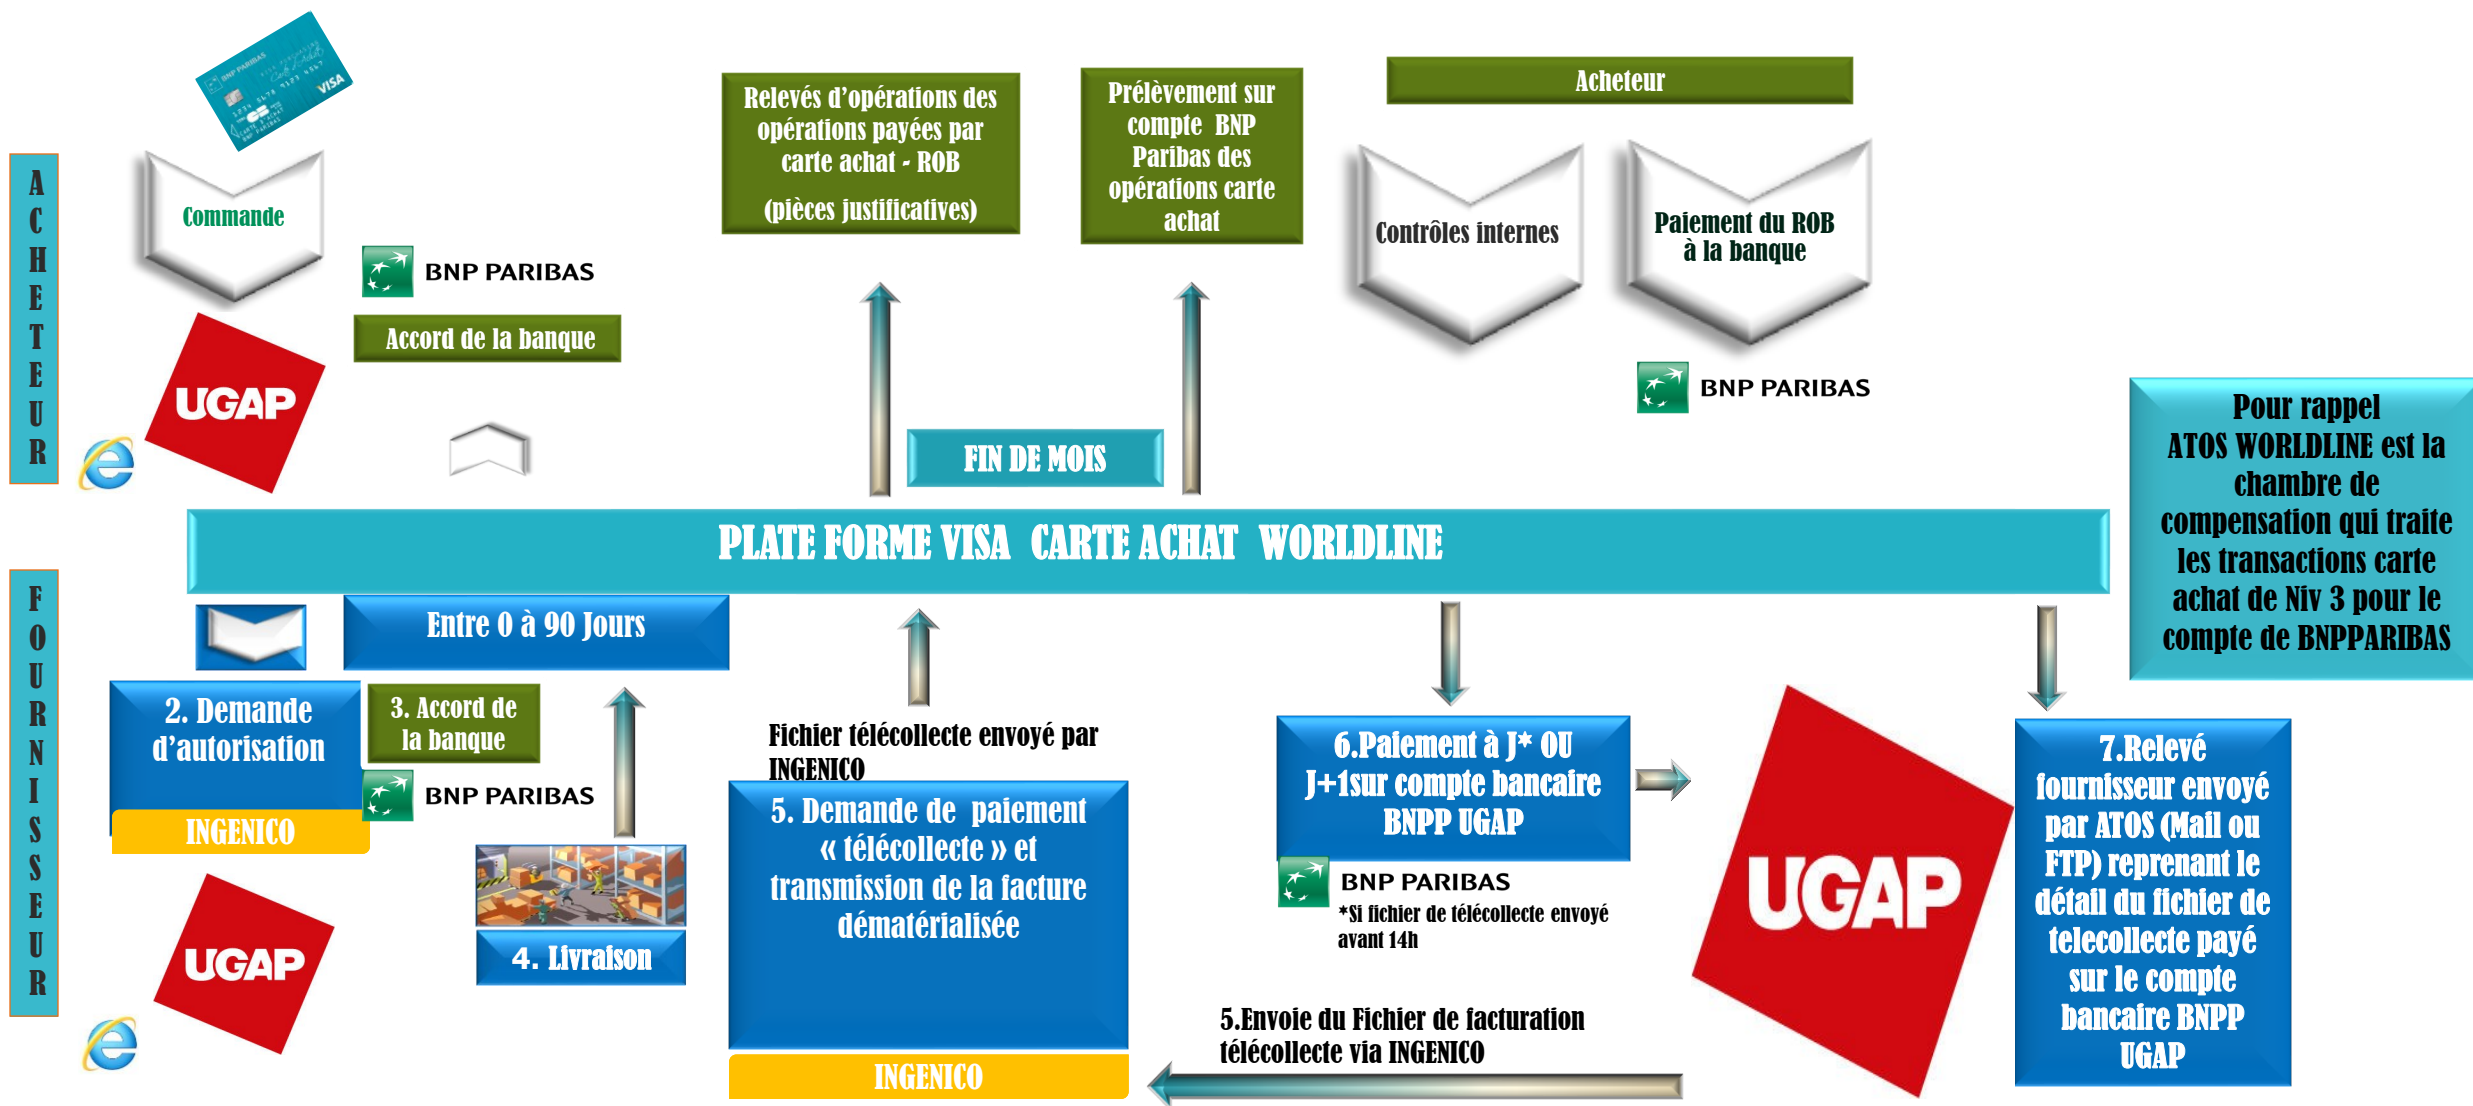 BNP PARIBAS
VISA
ACHETEUR
Commande
BNP PARIBAS
Accord de la banque
UGAP
Relevés d’opérations des
opérations payées par
carte achat - ROB
(pièces justificatives)
Prélèvement sur
compte BNP
Paribas des
opérations carte
achat
Acheteur
Contrôles internes
Paiement du ROB
à la banque
BNP PARIBAS
FIN DE MOIS
Pour rappel
ATOS WORLDLINE est la
chambre de
compensation qui traite
les transactions carte
achat de Niv 3 pour le
compte de BNPPARIBAS
PLATE FORME VISA CARTE ACHAT WORLDLINE
FOURNISSEUR
Entre 0 à 90 Jours
2. Demande
d’autorisation
INGENICO
3. Accord de
la banque
BNP PARIBAS
UGAP
4. Livraison
Fichier télécollecte envoyé par
INGENICO
5. Demande de paiement
« télécollecte » et
transmission de la facture
dématérialisée
INGENICO
6.Paiement à J* OU
J+1sur compte bancaire
BNPP UGAP
BNP PARIBAS
*Si fichier de télécollecte envoyé
avant 14h
5.Envoie du Fichier de facturation
télécollecte via INGENICO
UGAP
7.Relevé
fournisseur envoyé
par ATOS (Mail ou
FTP) reprenant le
détail du fichier de
telecollecte payé
sur le compte
bancaire BNPP
UGAP